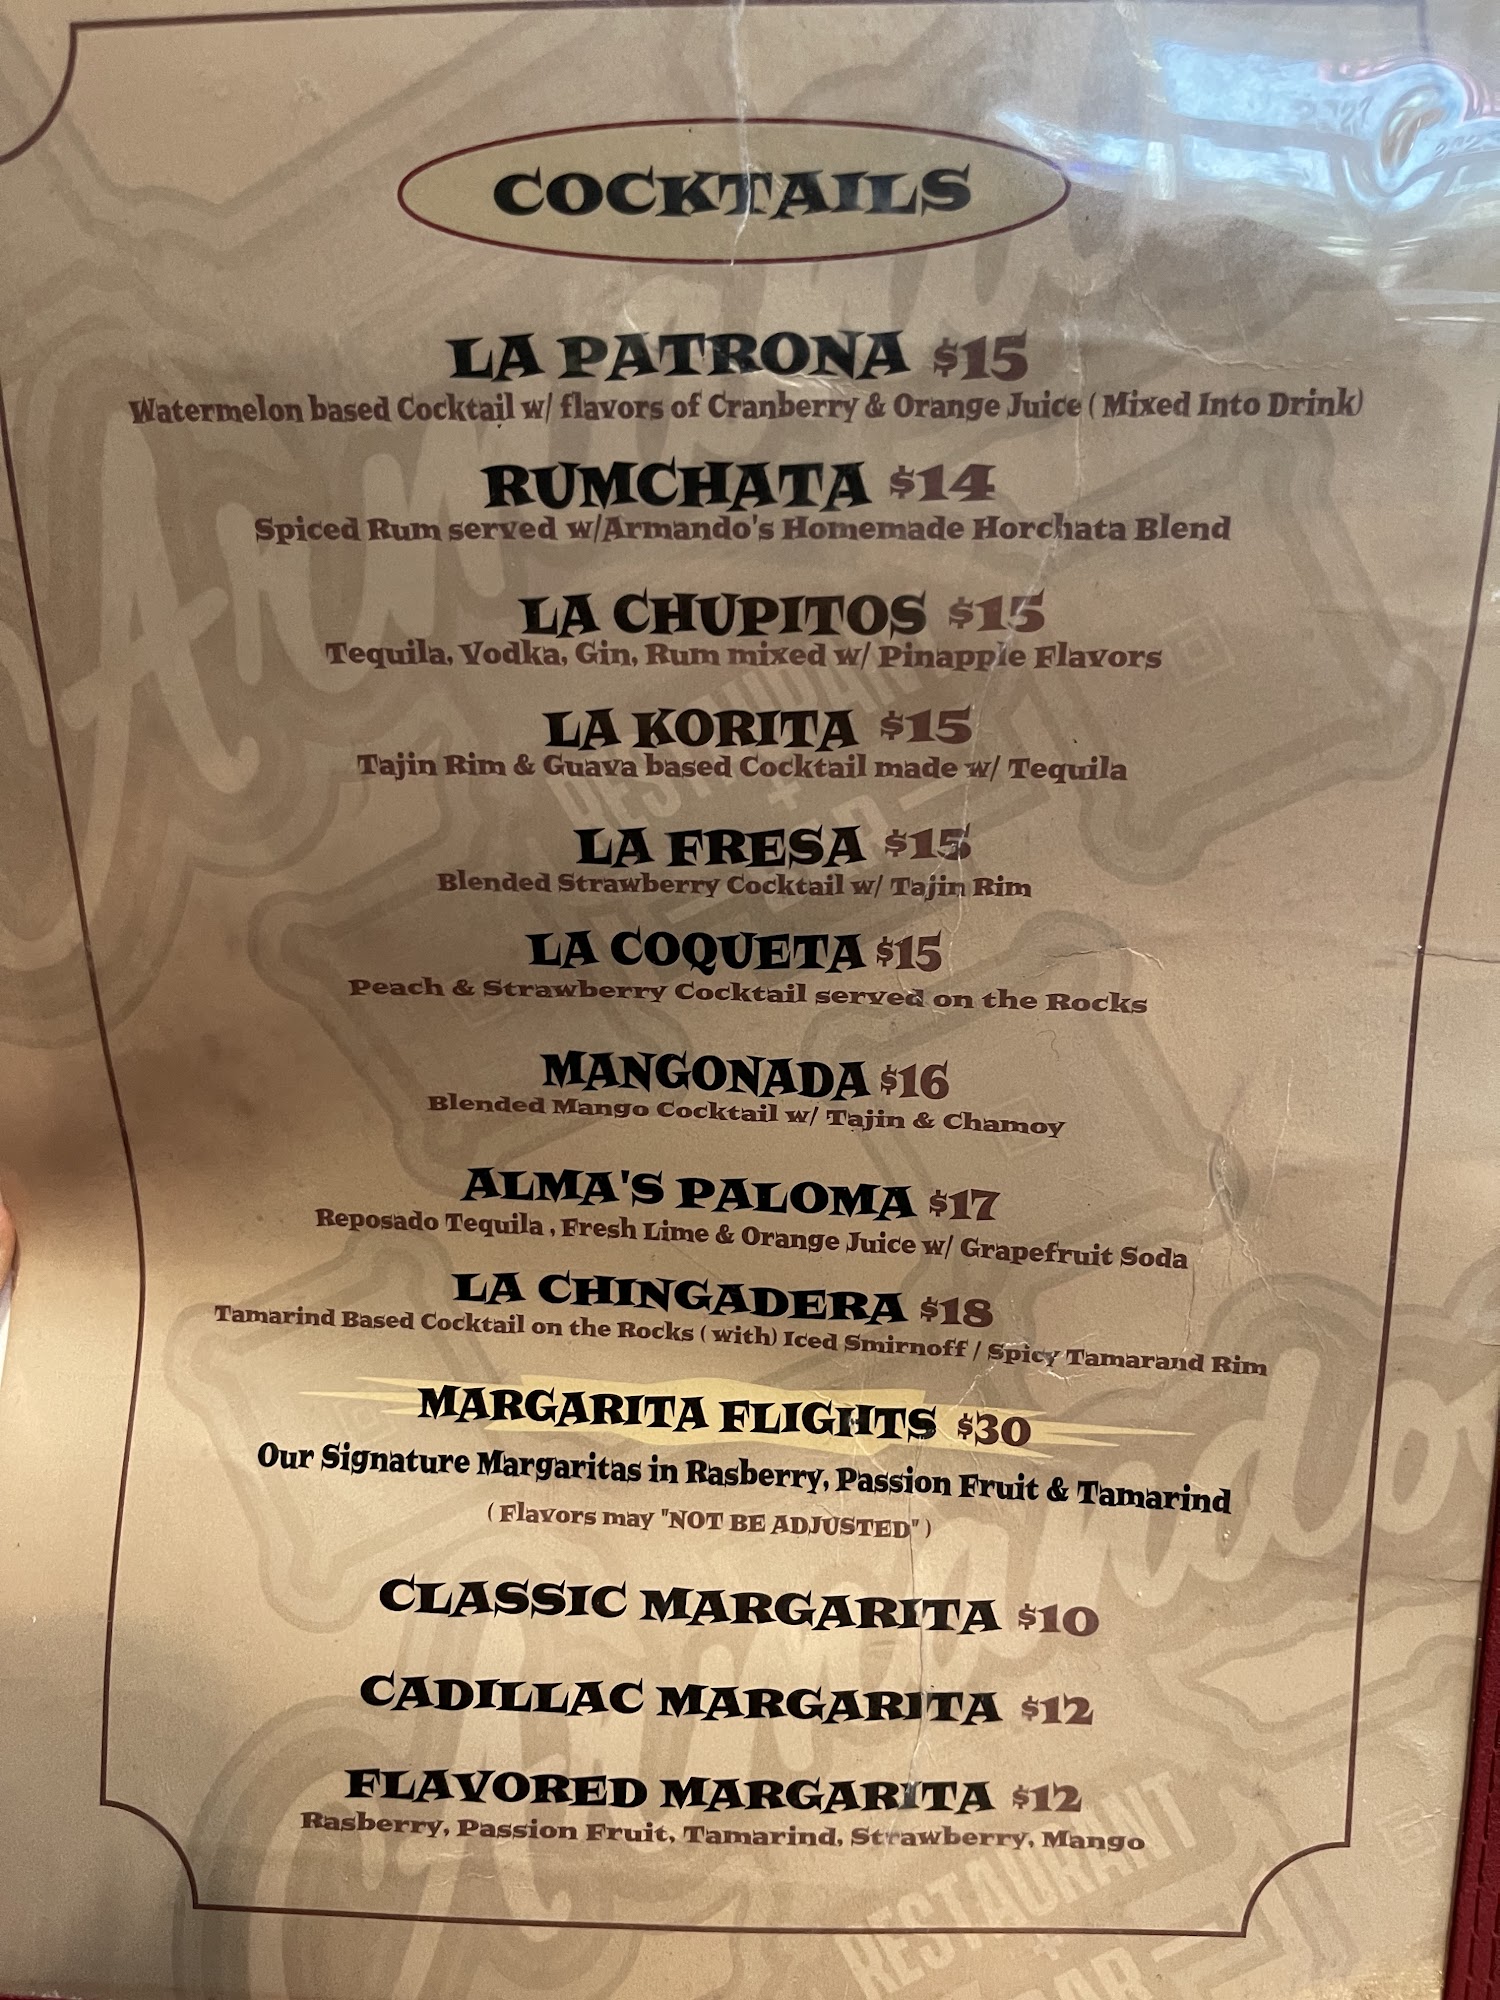 COCKTAILS
LA PATRONA $15
Watermelon based Cocktail w/ flavors of Cranberry & Orange Juice ( Mixed Into Drink)
RUMCHATA $14
Spiced Rum served w/Armando's Homemade Horchata Blend
LA CHUPITOS $15
Tequila, Vodka, Gin, Rum mixed w/ Pinapple Flavors
LA KORITA $15
Tajin Rim & Guava based Cocktail made w/ Tequila
LA FRESA $15
Blended Strawberry Cocktail w/ Tajin Rim
LA COQUETA $15
Peach & Strawberry Cocktail served on the Rocks
MANGONADA $16
Blended Mango Cocktail w/ Tajin & Chamoy
ALMA'S PALOMA $17
Reposado Tequila , Fresh Lime & Orange Juice w/ Grapefruit Soda
LA CHINGADERA $18
Tamarind Based Cocktail on the Rocks ( with) Iced Smirnoff / Spicy Tamarand Rim
MARGARITA FLIGHTS $30
Our Signature Margaritas in Rasberry, Passion Fruit & Tamarind
( Flavors may "NOT BE ADJUSTED" )
CLASSIC MARGARITA $10
CADILLAC MARGARITA $12
FLAVORED MARGARITA $12
Rasberry, Passion Fruit, Tamarind, Strawberry, Mango
Armando
RESTAURANT
+
BAR